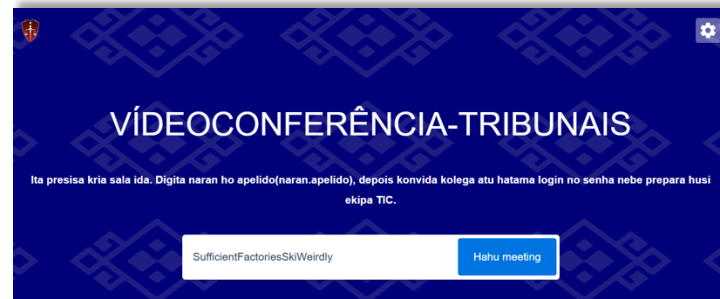 VÍDEOCONFERÊNCIA-TRIBUNAIS
Ita presisa kria sala ida. Digita naran ho apelido(naran.apelido), depois konvida kolega atu hatama login no senha nebe prepara husi
ekipa TIC.
SufficientFactoriesSkiWeirdly
Hahu meeting